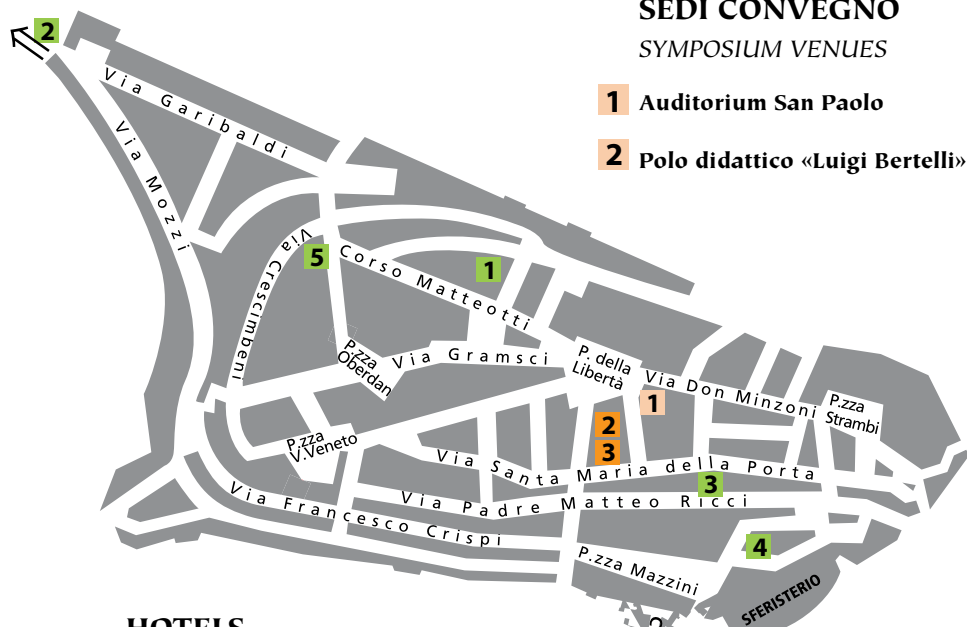 SEDI CONVEGNO
SYMPOSIUM VENUES
1 Auditorium San Paolo
2 Polo didattico «Luigi Bertelli»
2
Via Garibaldi
Via Mozzi
Via Crescimbeni
5
Corso Matteotti
1
P.zza
Oberdan
Via Gramsci
P. della
Libertà
Via Don Minzoni
P.zza
Strambi
1
2
3
P.zza
V.Veneto
Via Santa Maria della Porta
3
Via Padre Matteo Ricci
Via Francesco Crispi
4
P.zza Mazzini
SFERISTERIO
HOTELS